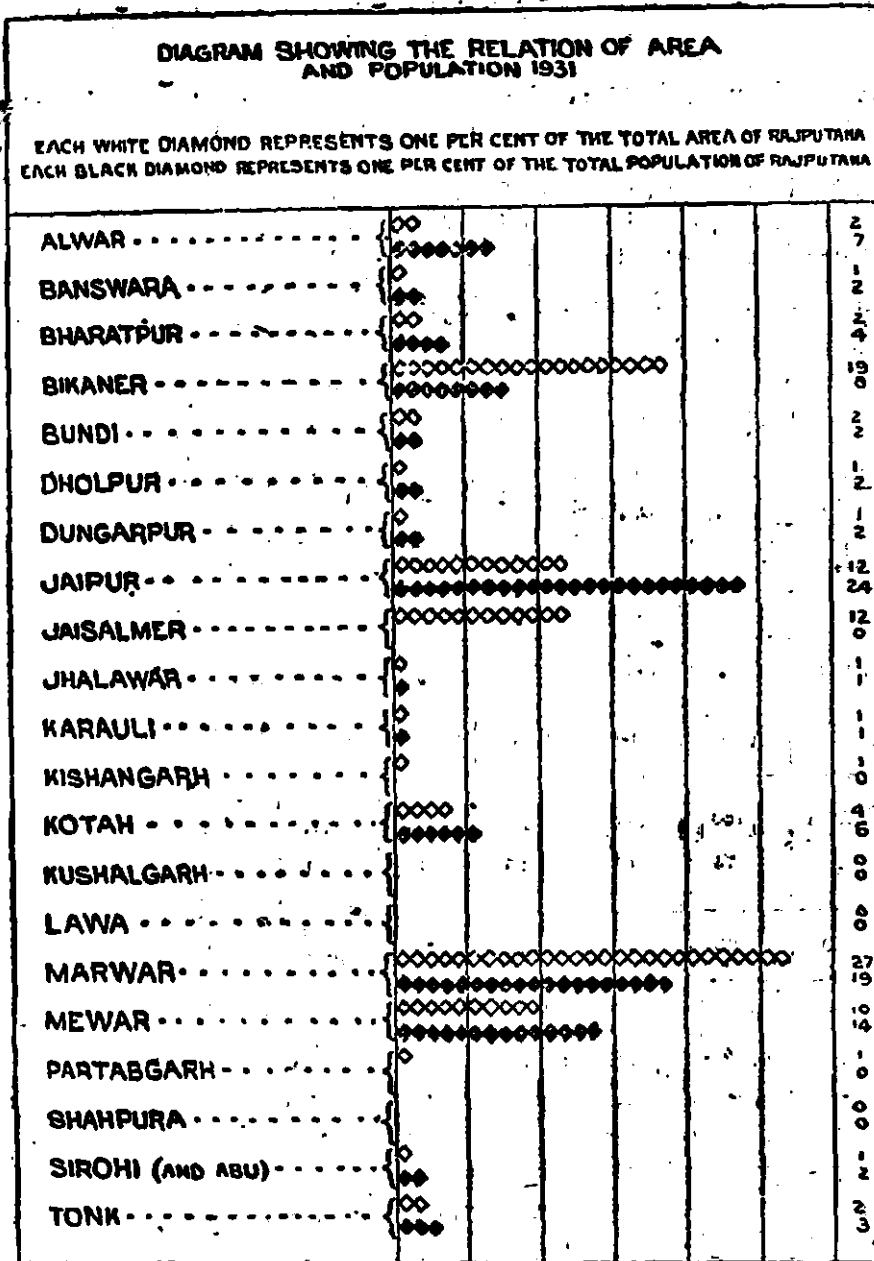 DIAGRAM SHOWING THE RELATION OF AREA
AND POPULATION 1931
EACH WHITE DIAMOND REPRESENTS ONE PER CENT OF THE TOTAL AREA OF RAJPUTANA
EACH BLACK DIAMOND REPRESENTS ONE PER CENT OF THE TOTAL POPULATION OF RAJPUTANA
ALWAR 2
7
BANSWARA 1
2
BHARATPUR 2
4
BIKANER 19
BUNDI 2
2
DHOLPUR 1
2
DUNGARPUR 1
2
JAIPUR 12
24
JAISALMER 12
0
JHALAWAR 1
1
KARAULI 1
1
KISHANGARH 1
0
KOTAH 4
6
KUSHALGARH 0
0
LAWA 0
0
MARWAR 27
19
MEWAR 10
14
PARTABGARH 1
0
SHAHPURA 0
0
SIROHI (AND ABU) 1
2
TONK 2
3